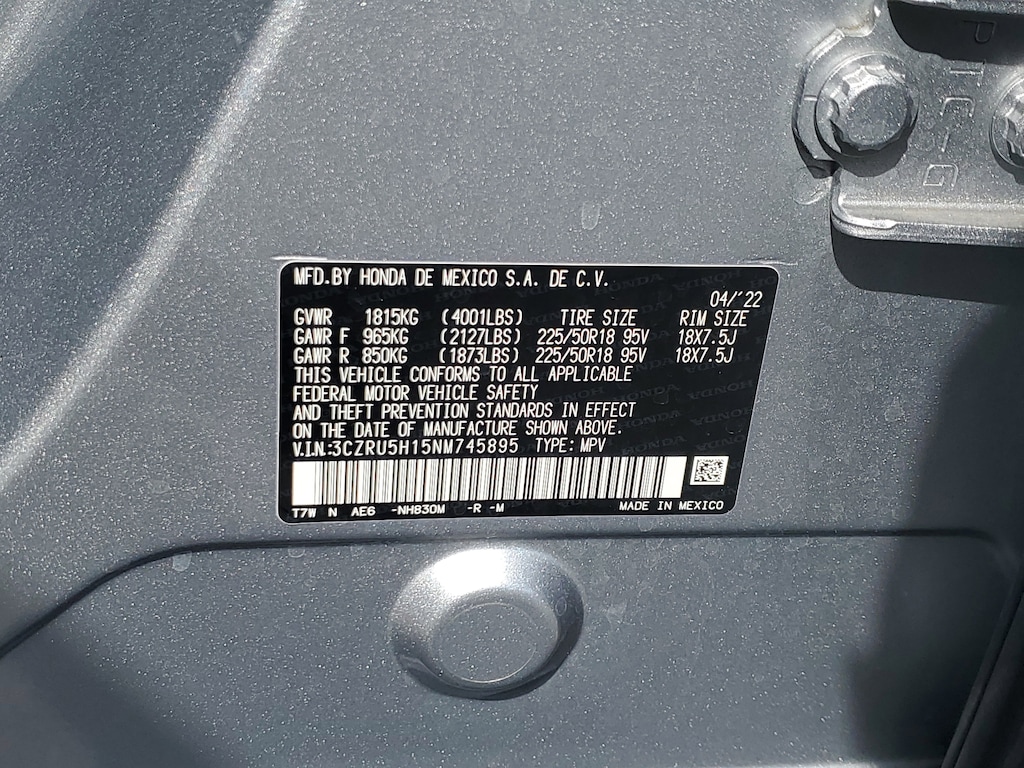 MFD.BY HONDA DE MEXICO S.A. DE C.V.
04/'22
GVWR 1815KG (4001LBS) TIRE SIZE RIM SIZE
GAWR F 965KG (2127LBS) 225/50R18 95V 18X7.5J
GAWR R 850KG (1873LBS) 225/50R18 95V 18X7.5J
THIS VEHICLE CONFORMS TO ALL APPLICABLE
FEDERAL MOTOR VEHICLE SAFETY
AND THEFT PREVENTION STANDARDS IN EFFECT
ON THE DATE OF MANUFACTURE SHOWN ABOVE.
V.I.N.:3CZRU5H15NM745895 TYPE: MPV
T7W N AE6 -NH830M -R -M MADE IN MEXICO